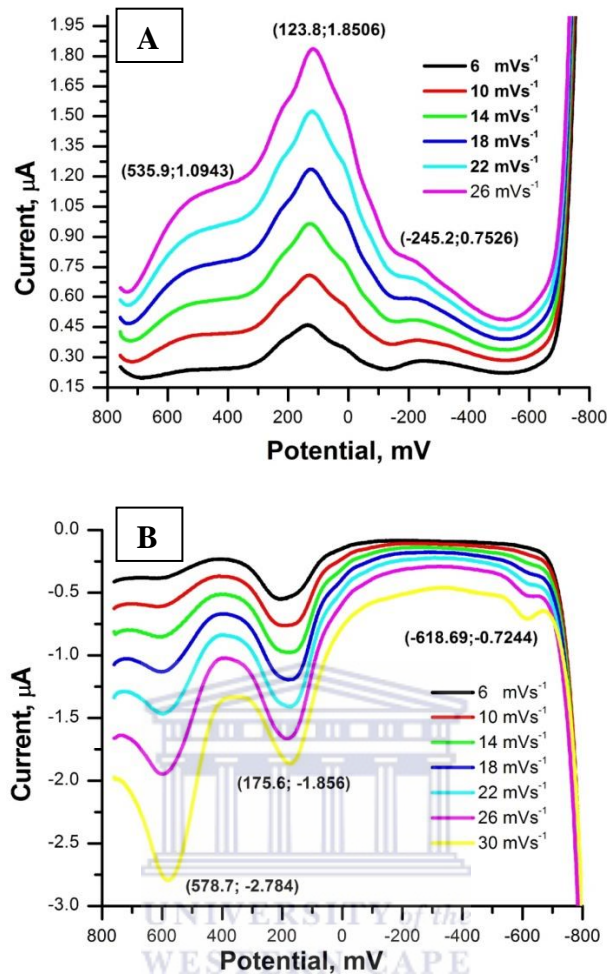 A
(123.8;1.8506)
6 mVs⁻¹
10 mVs⁻¹
14 mVs⁻¹
18 mVs⁻¹
22 mVs⁻¹
26 mVs⁻¹
(535.9;1.0943)
(-245.2;0.7526)
Current, µA
1.95
1.80
1.65
1.50
1.35
1.20
1.05
0.90
0.75
0.60
0.45
0.30
0.15
800 600 400 200 0 -200 -400 -600 -800
Potential, mV
B
(-618.69;-0.7244)
6 mVs⁻¹
10 mVs⁻¹
14 mVs⁻¹
18 mVs⁻¹
22 mVs⁻¹
26 mVs⁻¹
30 mVs⁻¹
(175.6; -1.856)
(578.7; -2.784)
Current, µA
0.0
-0.5
-1.0
-1.5
-2.0
-2.5
-3.0
800 600 400 200 0 -200 -400 -600 -800
Potential, mV
UNIVERSITY of the
WESTERN CAPE